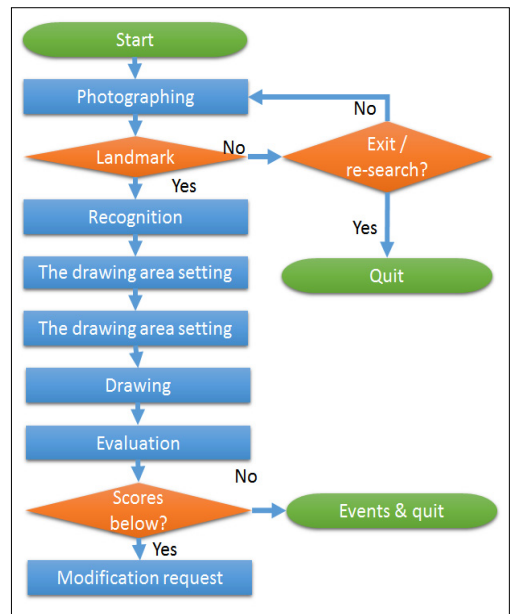 Start
Photographing
No
Landmark
No
Exit /
re-search?
Yes
Recognition
Yes
The drawing area setting
Quit
The drawing area setting
Drawing
Evaluation
No
Scores
below?
Events & quit
Yes
Modification request